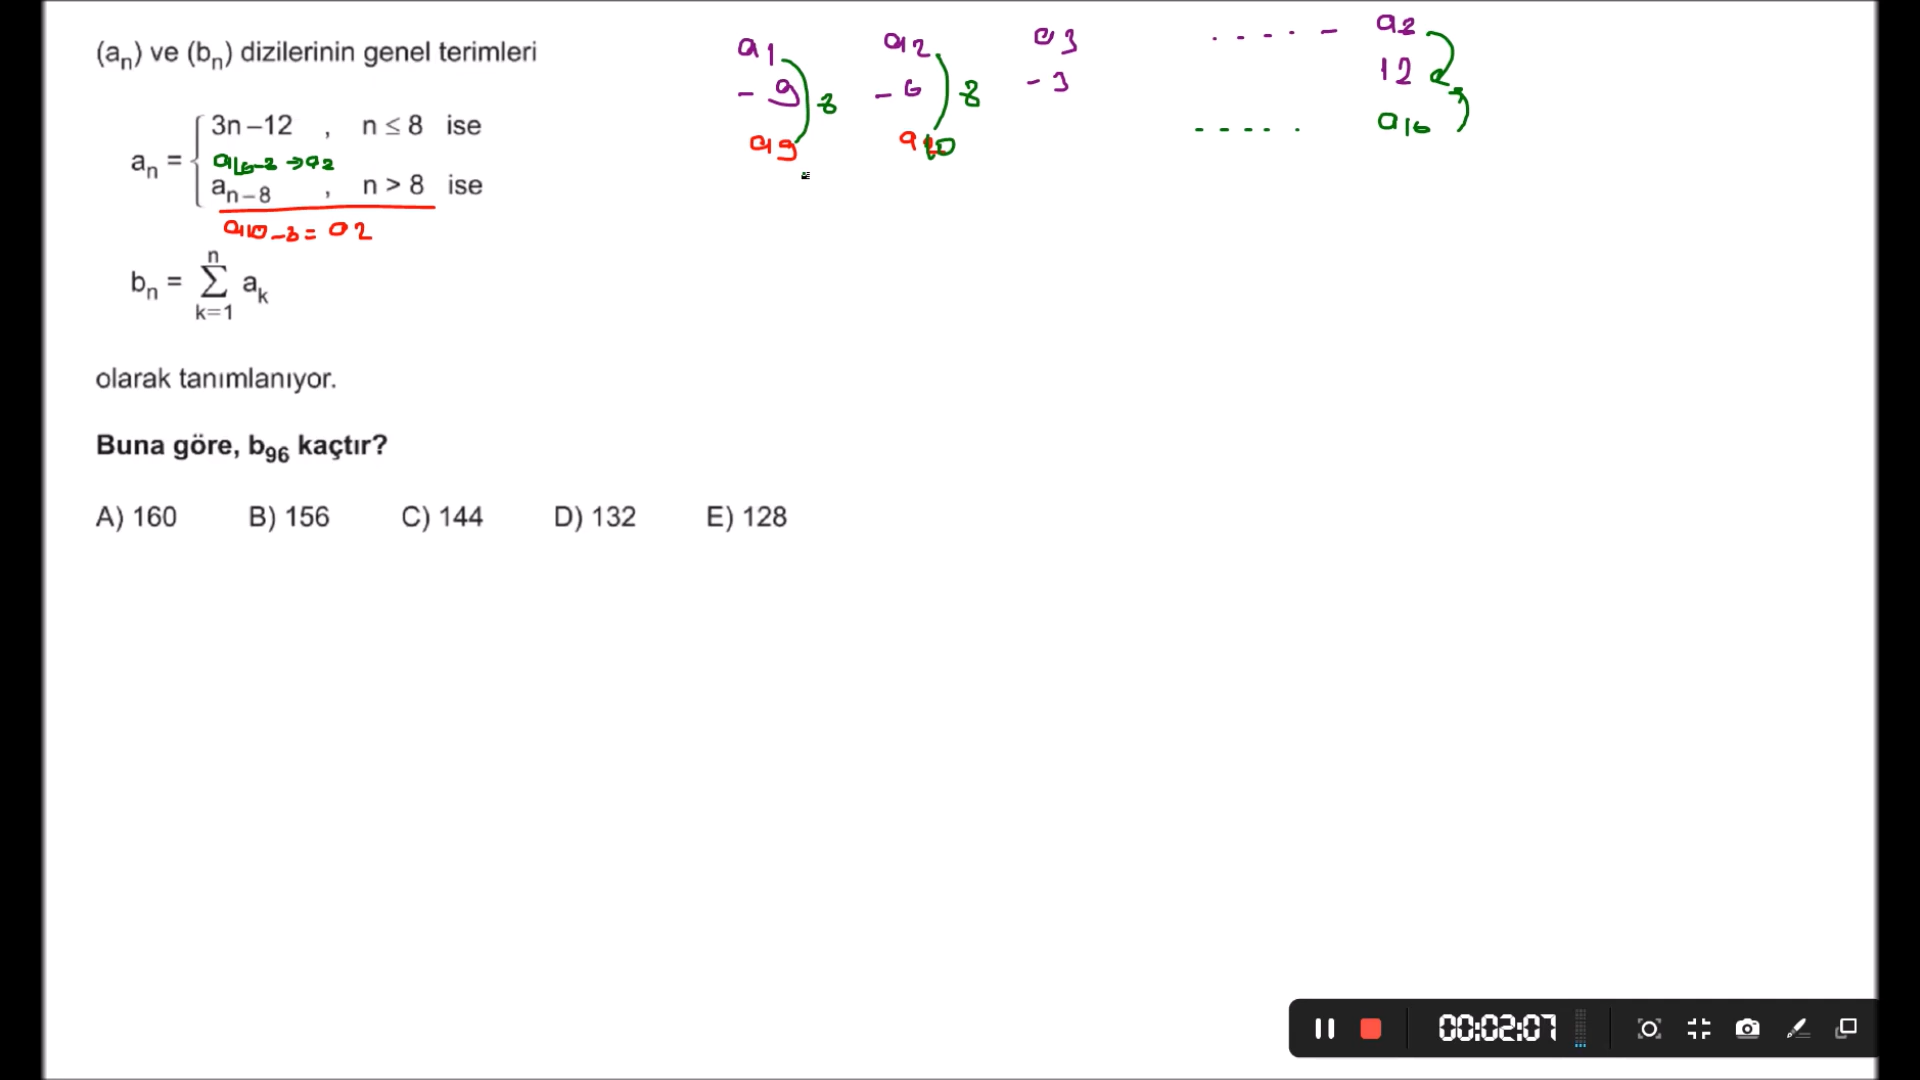 (aₙ) ve (bₙ) dizilerinin genel terimleri
aₙ = { 3n – 12 , n ≤ 8 ise
a₁₆₋₈ → a₈
aₙ₋₈ , n > 8 ise
a₁₀₋₈ = a₂
bₙ = ∑ₖ₌₁ⁿ aₖ
olarak tanımlanıyor.
Buna göre, b₉₆ kaçtır?
A) 160 B) 156 C) 144 D) 132 E) 128
a₁ a₂ a₃ . . . . - a₈
- 9 8 - 6 8 - 3 12
a₉ a₁₀ - - - - . a₁₆
00:02:07